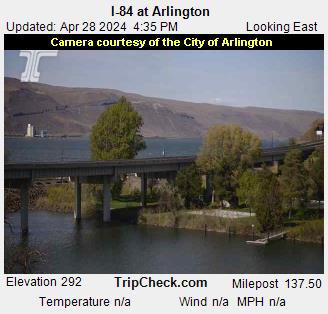 I-84 at Arlington
Updated: Apr 28 2024 4:35 PM Looking East
Camera courtesy of the City of Arlington
Elevation 292 TripCheck.com Milepost 137.50
Temperature n/a Wind n/a MPH n/a